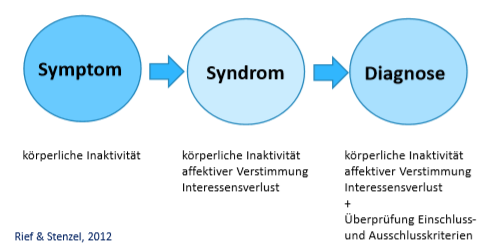 Symptom
Syndrom
Diagnose
körperliche Inaktivität
körperliche Inaktivität
affektiver Verstimmung
Interessensverlust
körperliche Inaktivität
affektiver Verstimmung
Interessensverlust
+
Überprüfung Einschluss-
und Ausschlusskriterien
Rief & Stenzel, 2012